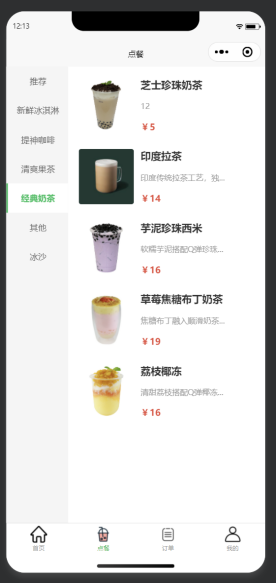 12:13
点餐
推荐
新鲜冰淇淋
提神咖啡
清爽果茶
经典奶茶
其他
冰沙
芝士珍珠奶茶
12
￥5
印度拉茶
印度传统拉茶工艺，独...
￥14
芋泥珍珠西米
软糯芋泥搭配Q弹珍珠...
￥16
草莓焦糖布丁奶茶
焦糖布丁融入顺滑奶茶...
￥19
荔枝椰冻
清甜荔枝搭配Q弹椰冻...
￥16
首页
点餐
订单
我的